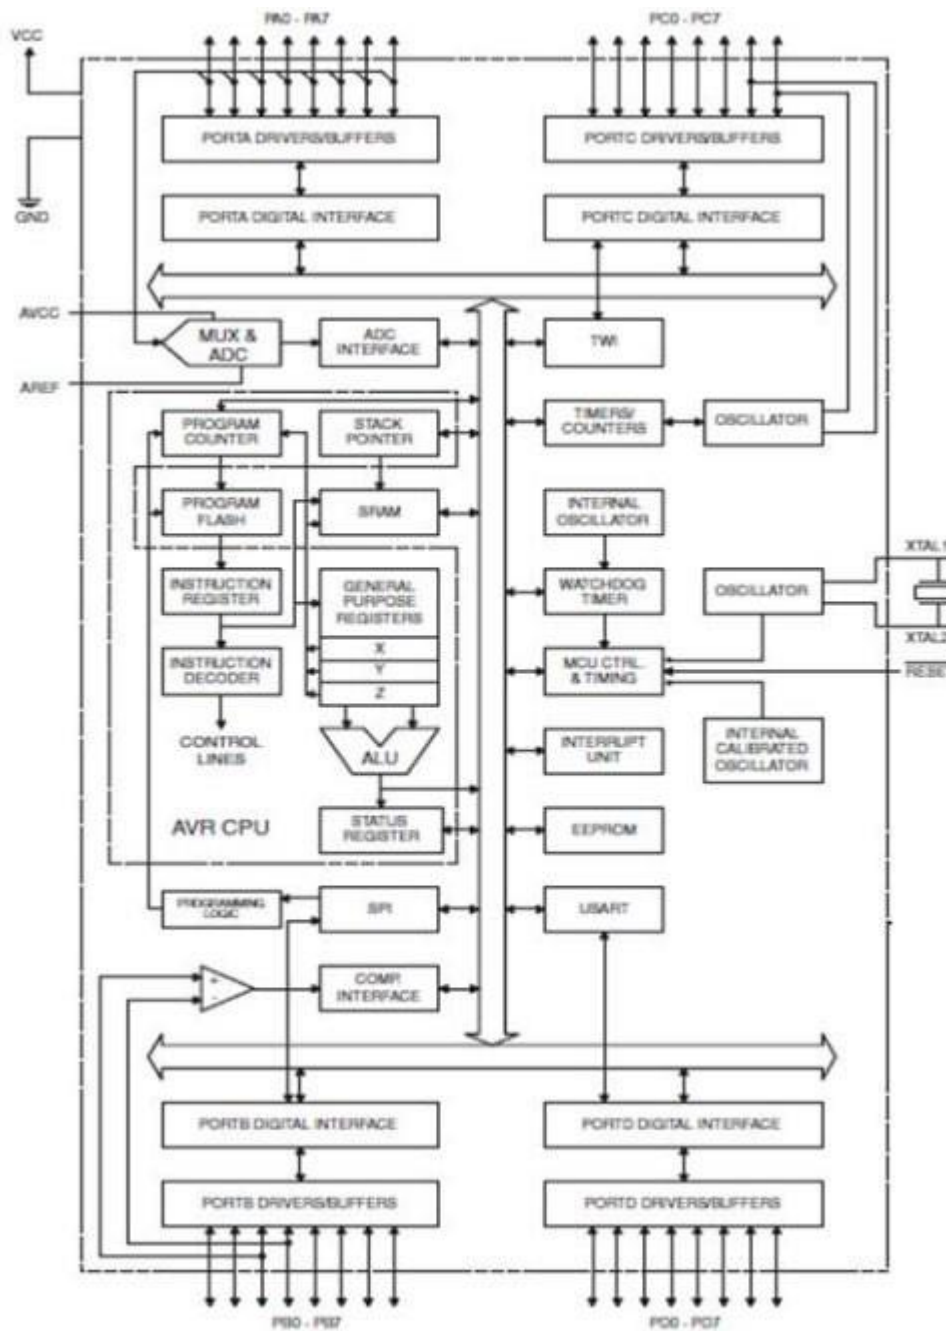 PA0 - PA7
PC0 - PC7
VCC
PORTA DRIVERS/BUFFERS
PORTC DRIVERS/BUFFERS
GND
PORTA DIGITAL INTERFACE
PORTC DIGITAL INTERFACE
AVCC
MUX &
ADC
ADC
INTERFACE
TWI
AREF
PROGRAM
COUNTER
STACK
POINTER
TIMERS/
COUNTERS
OSCILLATOR
PROGRAM
FLASH
SRAM
INTERNAL
OSCILLATOR
XTAL1
INSTRUCTION
REGISTER
GENERAL
PURPOSE
REGISTERS
WATCHDOG
TIMER
OSCILLATOR
XTAL2
X
INSTRUCTION
DECODER
Y
MCU CTRL.
& TIMING
RESE
Z
CONTROL
LINES
ALU
INTERRUPT
UNIT
INTERNAL
CALIBRATED
OSCILLATOR
AVR CPU
STATUS
REGISTER
EEPROM
PROGRAMMING
LOGIC
SPI
USART
+
-
COMP.
INTERFACE
PORTB DIGITAL INTERFACE
PORTD DIGITAL INTERFACE
PORTB DRIVERS/BUFFERS
PORTD DRIVERS/BUFFERS
PB0 - PB7
PD0 - PD7